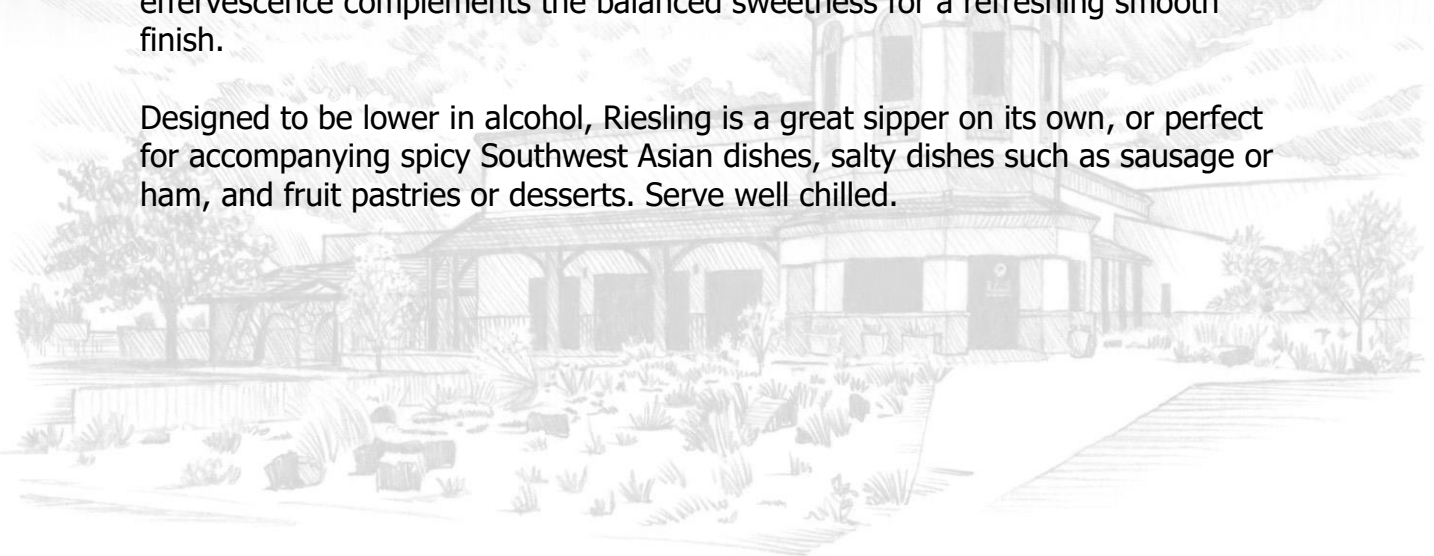 effervescence complements the balanced sweetness for a refreshing smooth
finish.
Designed to be lower in alcohol, Riesling is a great sipper on its own, or perfect
for accompanying spicy Southwest Asian dishes, salty dishes such as sausage or
ham, and fruit pastries or desserts. Serve well chilled.